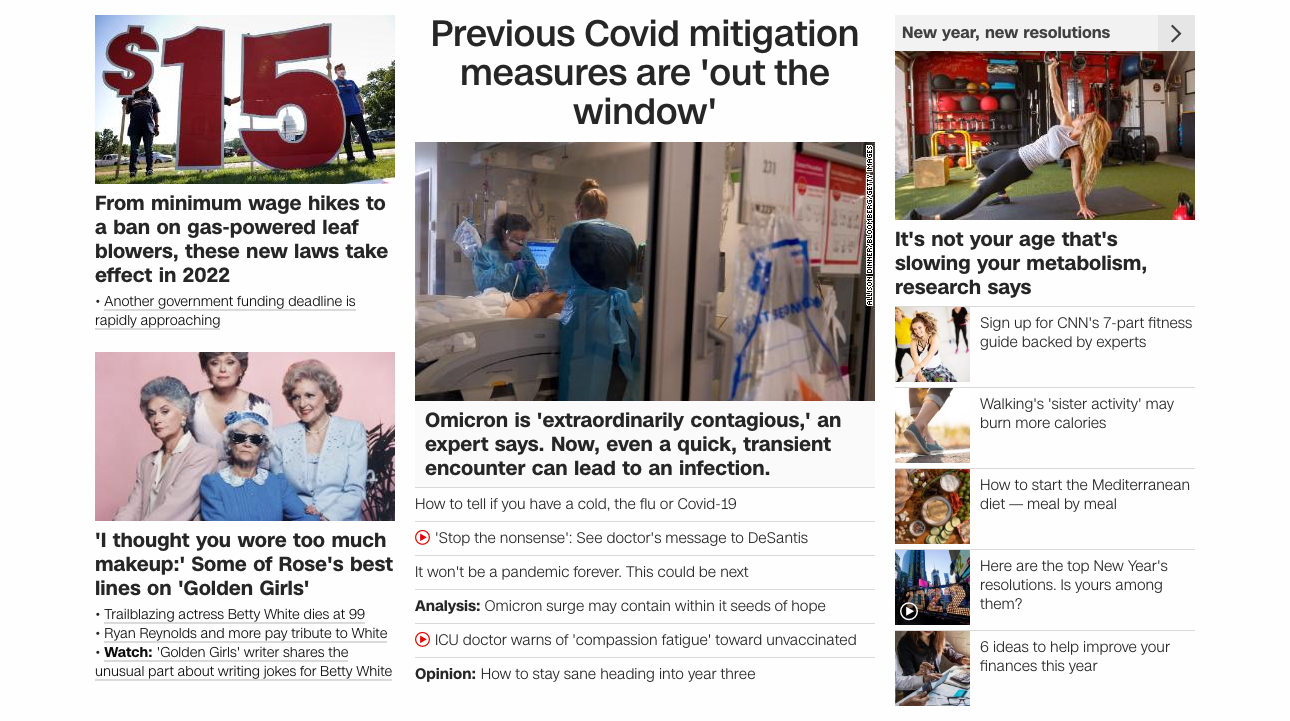 $15
From minimum wage hikes to
a ban on gas-powered leaf
blowers, these new laws take
effect in 2022
• Another government funding deadline is
rapidly approaching
'I thought you wore too much
makeup:' Some of Rose's best
lines on 'Golden Girls'
• Trailblazing actress Betty White dies at 99
• Ryan Reynolds and more pay tribute to White
• Watch: 'Golden Girls' writer shares the
unusual part about writing jokes for Betty White
Previous Covid mitigation
measures are 'out the
window'
231
ALLISON DINNER/BLOOMBERG/GETTY IMAGES
Omicron is 'extraordinarily contagious,' an
expert says. Now, even a quick, transient
encounter can lead to an infection.
How to tell if you have a cold, the flu or Covid-19
'Stop the nonsense': See doctor's message to DeSantis
It won't be a pandemic forever. This could be next
Analysis: Omicron surge may contain within it seeds of hope
ICU doctor warns of 'compassion fatigue' toward unvaccinated
Opinion: How to stay sane heading into year three
New year, new resolutions
It's not your age that's
slowing your metabolism,
research says
Sign up for CNN's 7-part fitness
guide backed by experts
Walking's 'sister activity' may
burn more calories
How to start the Mediterranean
diet — meal by meal
Here are the top New Year's
resolutions. Is yours among
them?
6 ideas to help improve your
finances this year